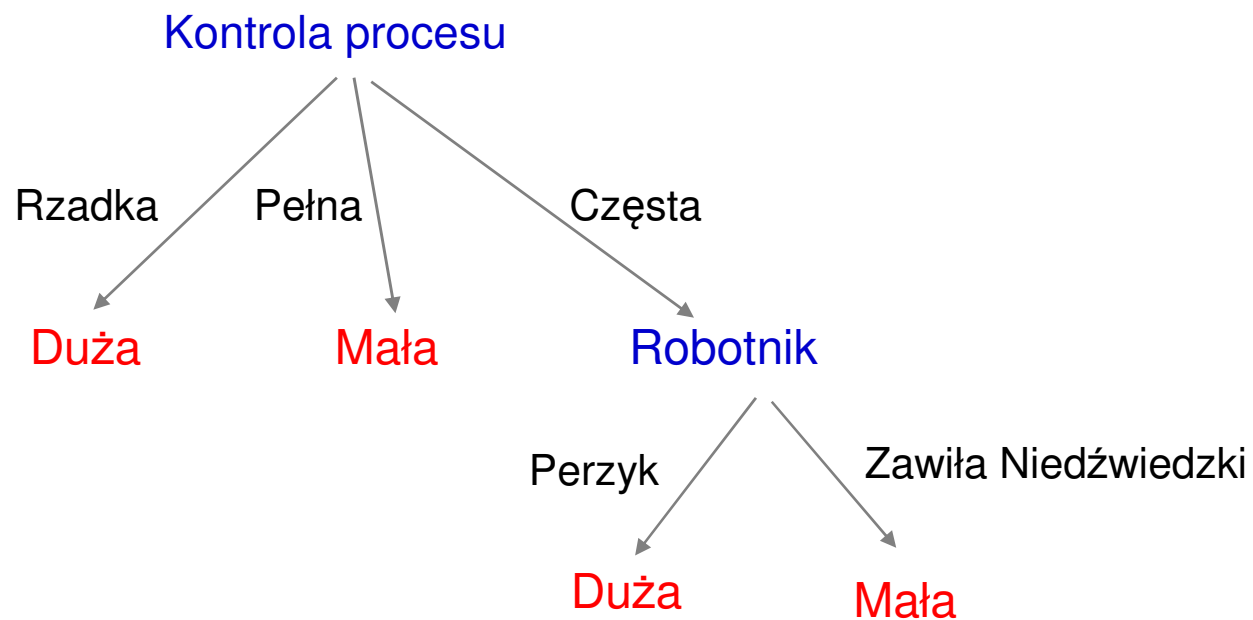 Kontrola procesu
Rzadka
Pełna
Częsta
Duża
Mała
Robotnik
Perzyk
Zawiła Niedźwiedzki
Duża
Mała